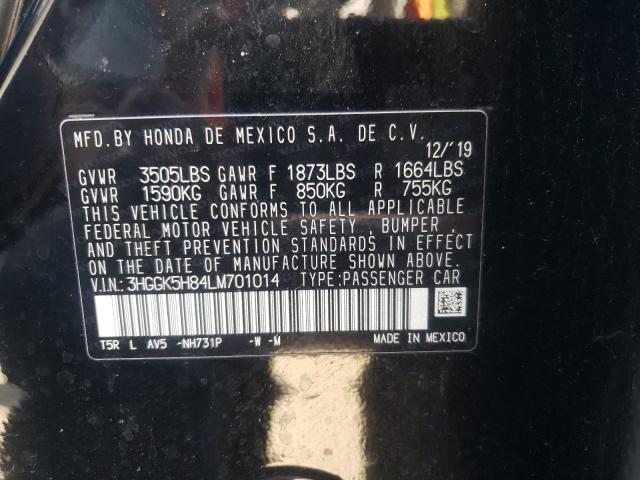 MFD. BY HONDA DE MEXICO S.A. DE C.V.
12/'19
GVWR 3505LBS GAWR F 1873LBS R 1664LBS
GVWR 1590KG GAWR F 850KG R 755KG
THIS VEHICLE CONFORMS TO ALL APPLICABLE
FEDERAL MOTOR VEHICLE SAFETY , BUMPER ,
AND THEFT PREVENTION STANDARDS IN EFFECT
ON THE DATE OF MANUFACTURE SHOWN ABOVE.
V.I.N.: 3HGGK5H84LM701014 TYPE:PASSENGER CAR
T5R L AV5 -NH731P -W -M MADE IN MEXICO